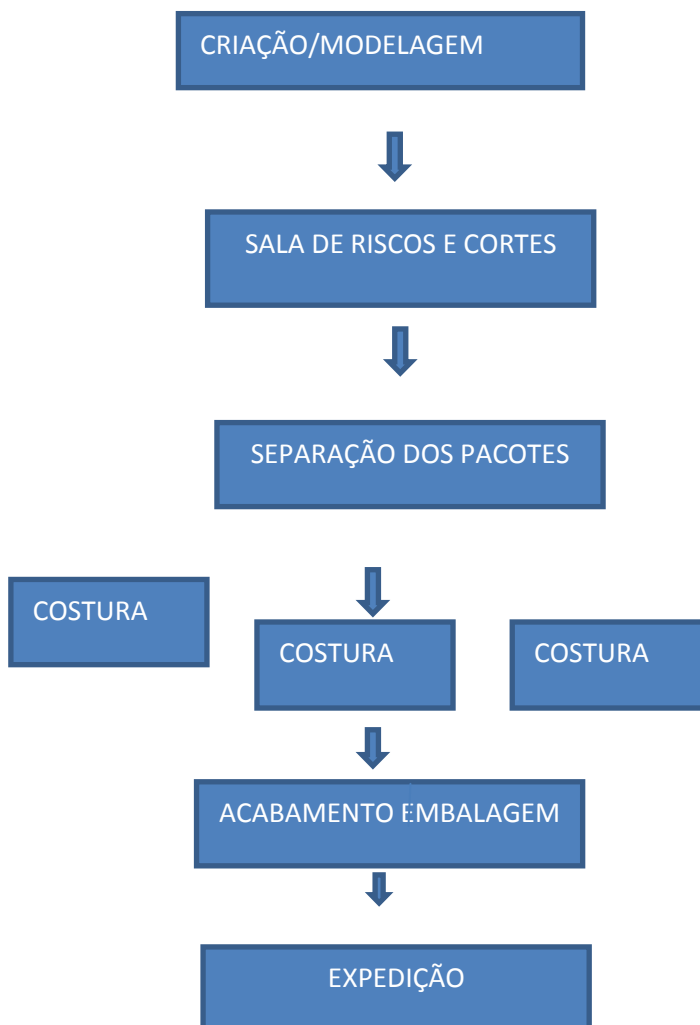 CRIAÇÃO/MODELAGEM
SALA DE RISCOS E CORTES
SEPARAÇÃO DOS PACOTES
COSTURA
COSTURA
COSTURA
ACABAMENTO EMBALAGEM
EXPEDIÇÃO